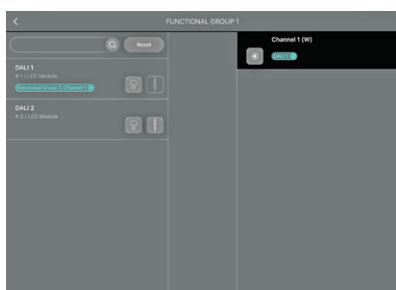 FUNCTIONAL GROUP 1
Reset
DALI 1
# 1 / LED Module
Functional Group 1, Channel 1
DALI 2
# 2 / LED Module
Channel 1 (W)
DALI 1